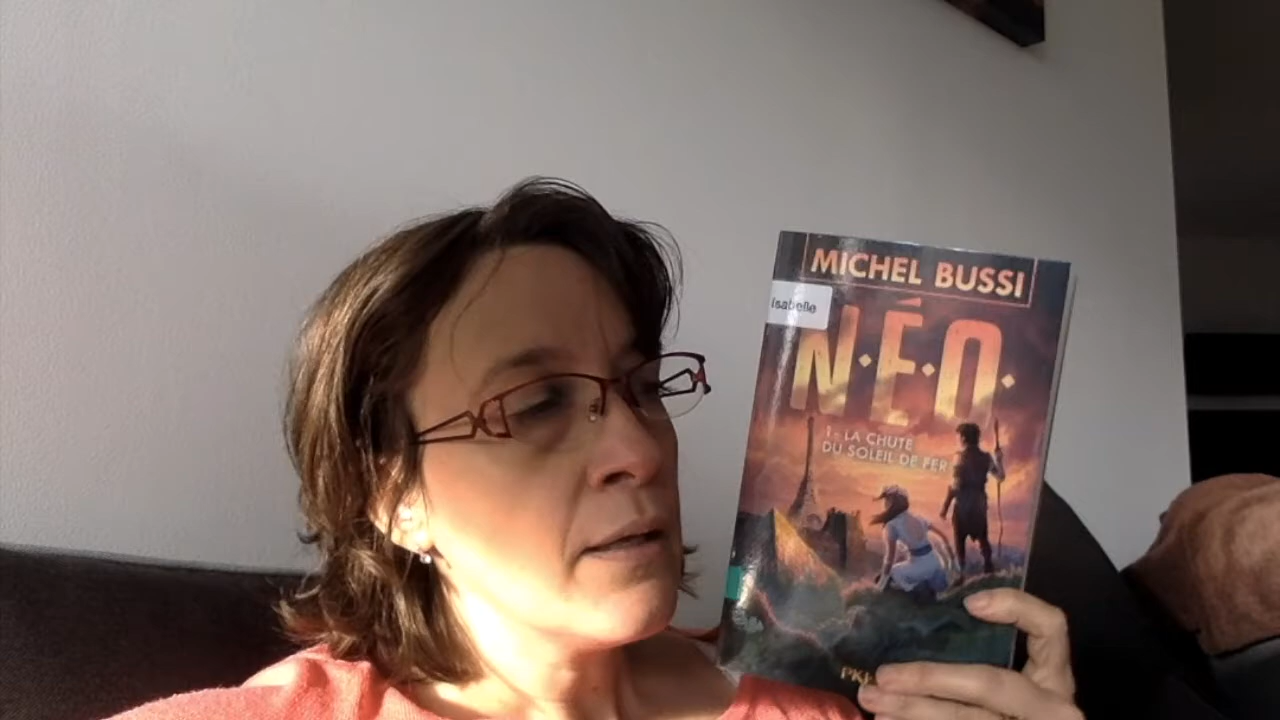 MICHEL BUSSI
Isabelle
N·É·O·
1 - LA CHUTE
DU SOLEIL DE FER